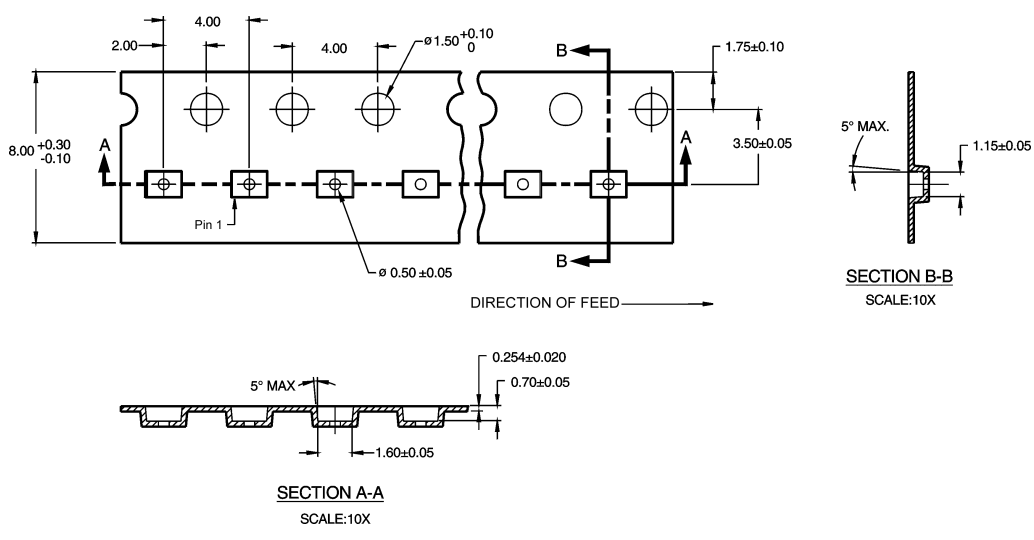 4.00
2.00
4.00
ø1.50 +0.10
0
B
1.75±0.10
8.00 +0.30
-0.10
A
A
3.50±0.05
5° MAX.
1.15±0.05
Pin 1
B
ø 0.50 ±0.05
SECTION B-B
SCALE:10X
DIRECTION OF FEED
0.254±0.020
5° MAX
0.70±0.05
1.60±0.05
SECTION A-A
SCALE:10X